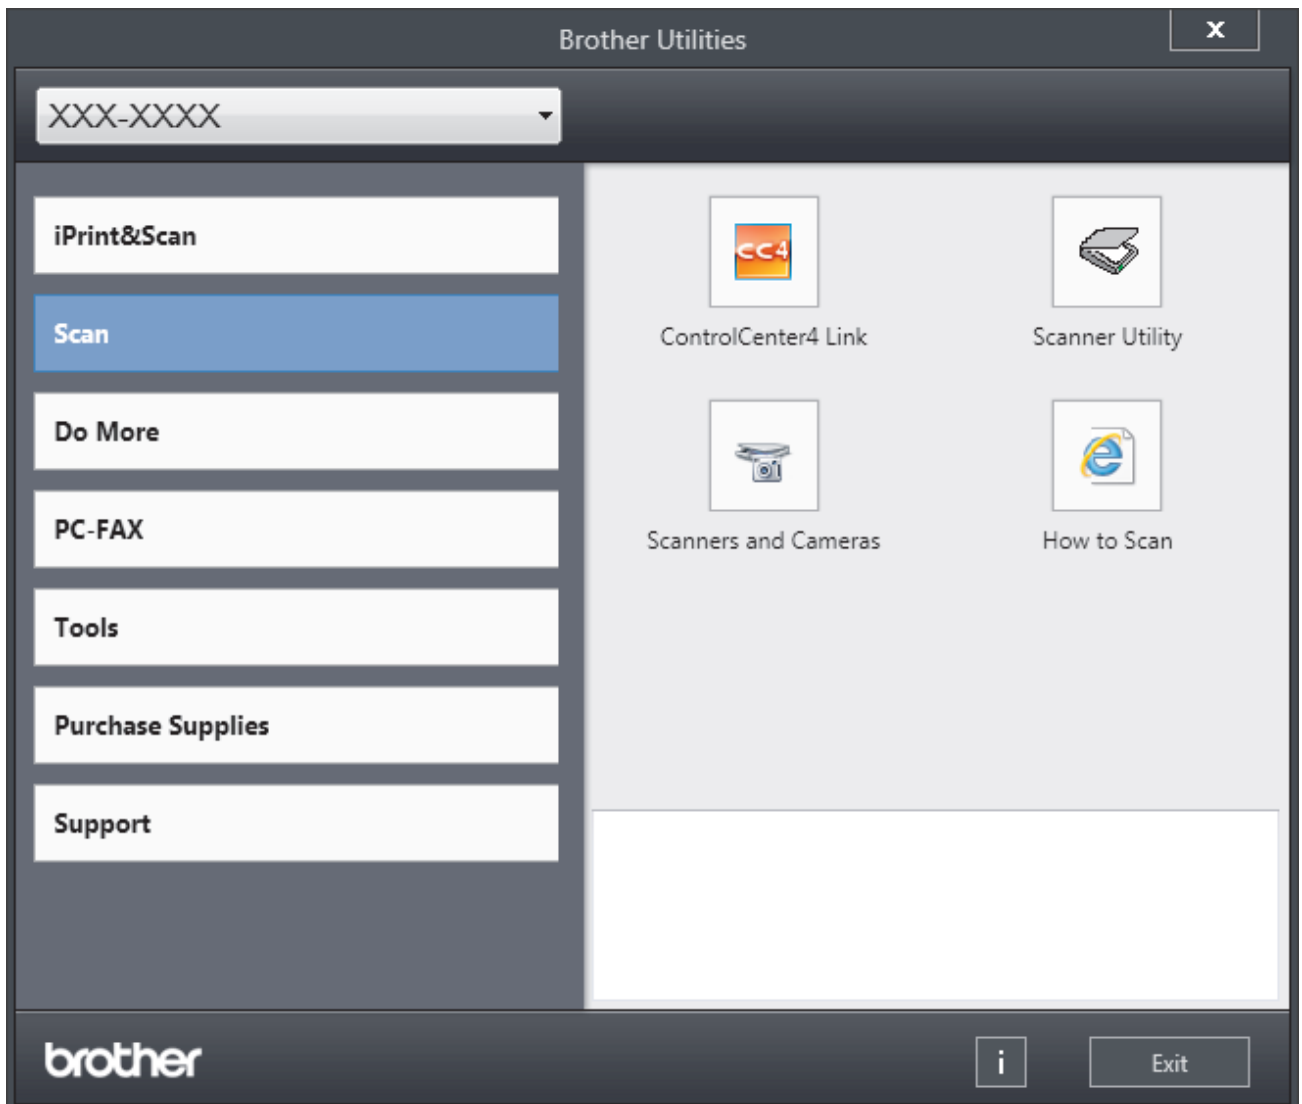 Brother Utilities
X
XXX-XXXX
iPrint&Scan
Scan
Do More
PC-FAX
Tools
Purchase Supplies
Support
CC4
ControlCenter4 Link
Scanner Utility
Scanners and Cameras
How to Scan
brother
i
Exit